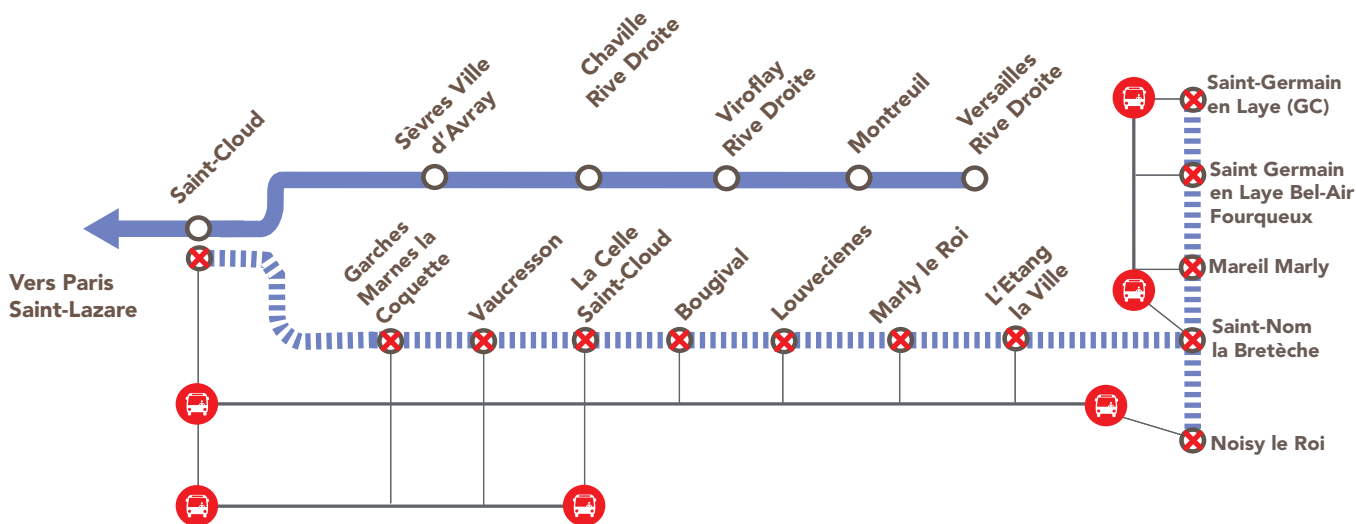 Saint-Cloud
Sèvres Ville
d'Avray
Chaville
Rive Droite
Viroflay
Rive Droite
Montreuil
Versailles
Rive Droite
Vers Paris
Saint-Lazare
Garches
Marnes la
Coquette
Vaucresson
La Celle
Saint-Cloud
Bougival
Louveciennes
Marly le Roi
L'Etang
la Ville
Saint-Germain
en Laye (GC)
Saint Germain
en Laye Bel-Air
Fourqueux
Mareil Marly
Saint-Nom
la Bretèche
Noisy le Roi